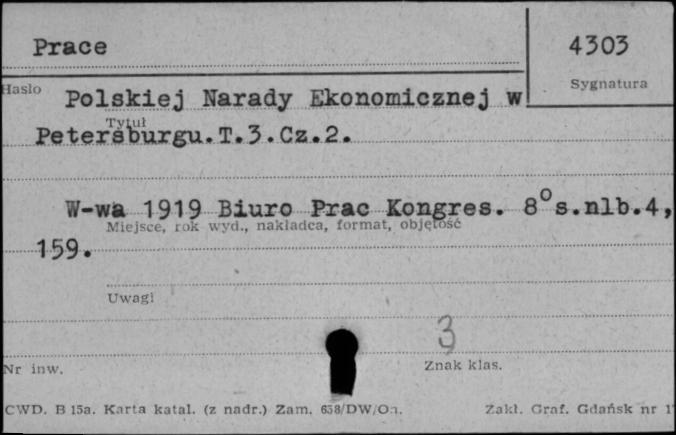 Prace
4303
Hasło
Sygnatura
Polskiej Narady Ekonomicznej w
Tytuł
Petersburgu.T.3.Cz.2.
W-wa 1919 Biuro Prac Kongres. 8° s.nlb.4,
Miejsce, rok wyd., nakładca, format, objętość
159.
Uwagi
3
Nr inw.
Znak klas.
CWD. B 15a. Karta katal. (z nadr.) Zam. 658/DW/On. Zakł. Graf. Gdańsk nr